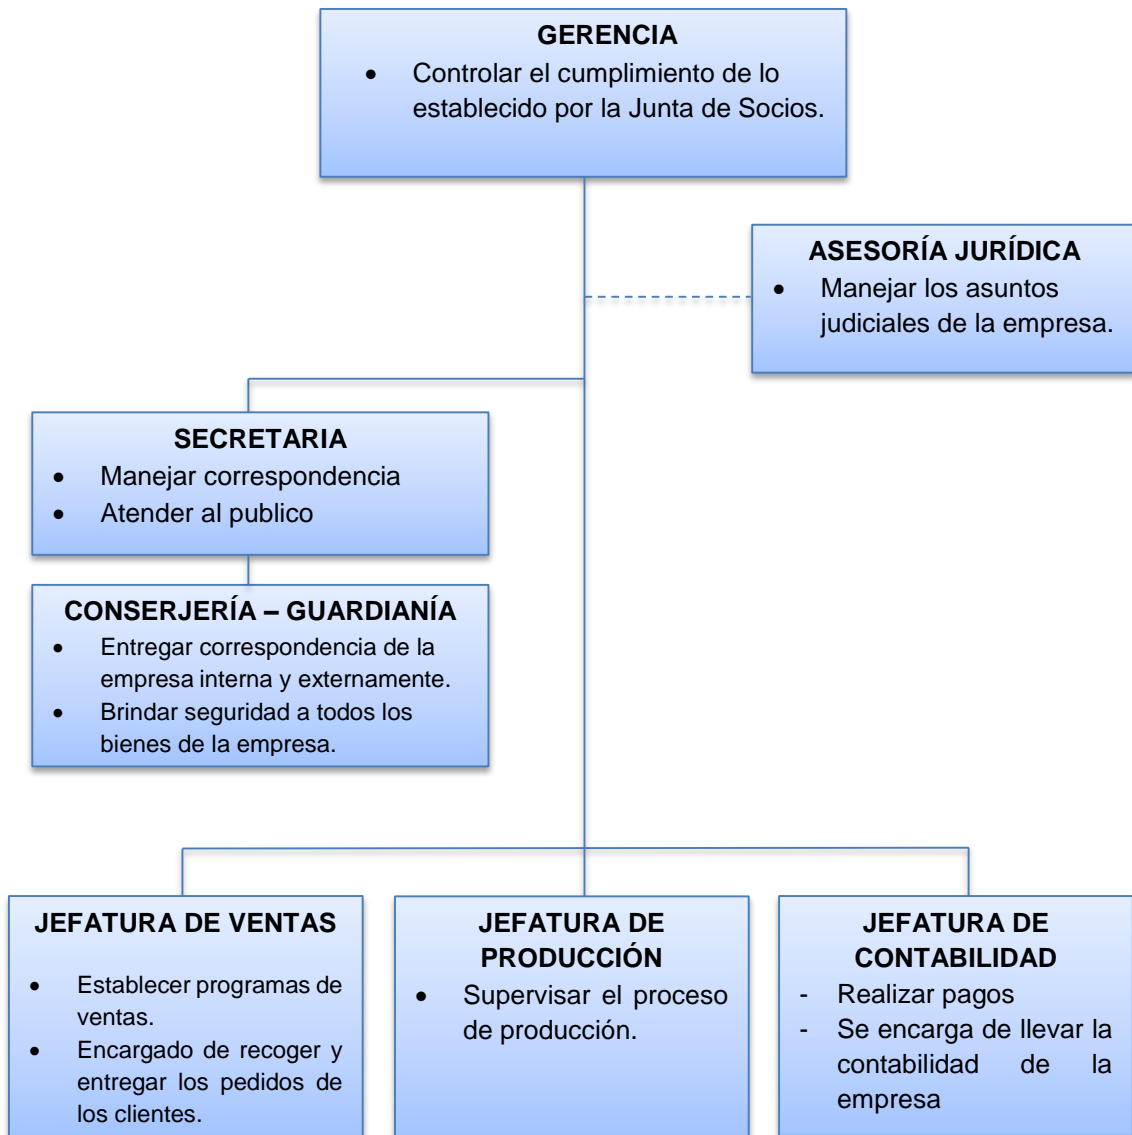 GERENCIA
• Controlar el cumplimiento de lo
establecido por la Junta de Socios.
ASESORÍA JURÍDICA
• Manejar los asuntos
judiciales de la empresa.
SECRETARIA
• Manejar correspondencia
• Atender al publico
CONSERJERÍA – GUARDIANÍA
• Entregar correspondencia de la
empresa interna y externamente.
• Brindar seguridad a todos los
bienes de la empresa.
JEFATURA DE VENTAS
• Establecer programas de
ventas.
• Encargado de recoger y
entregar los pedidos de
los clientes.
JEFATURA DE
PRODUCCIÓN
• Supervisar el proceso
de producción.
JEFATURA DE
CONTABILIDAD
- Realizar pagos
- Se encarga de llevar la
contabilidad de la
empresa